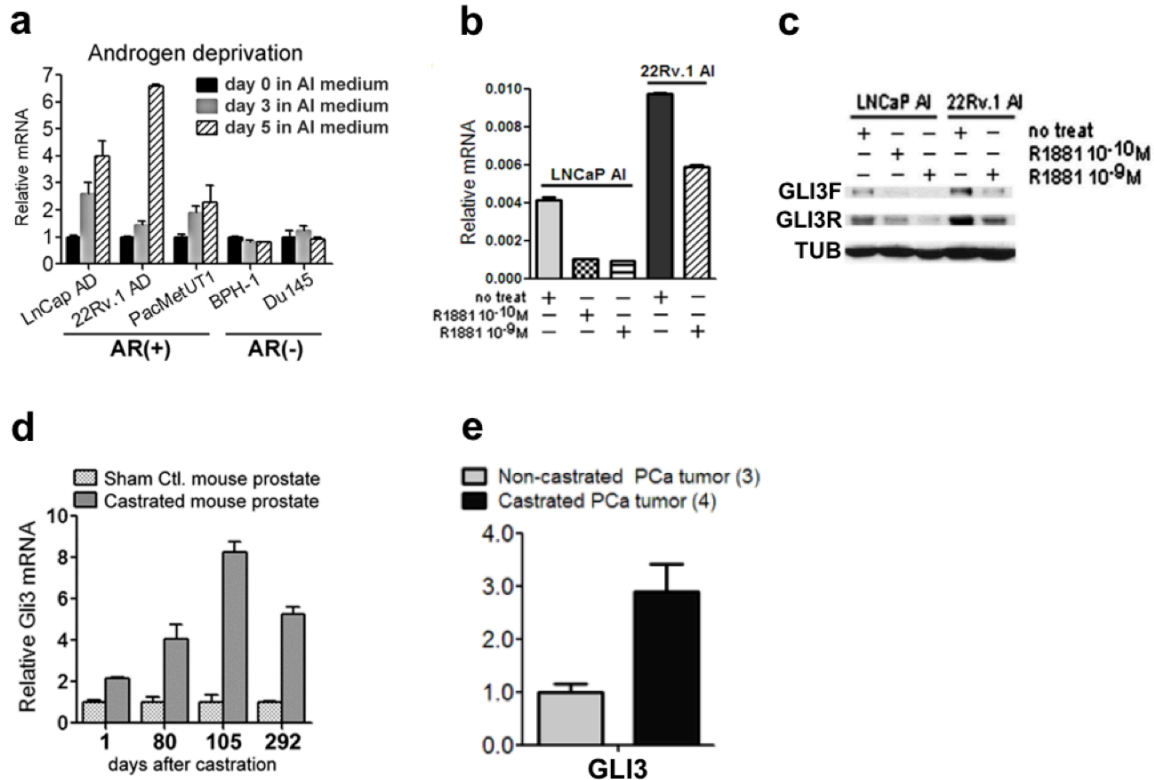 a
Androgen deprivation
day 0 in AI medium
day 3 in AI medium
day 5 in AI medium
Relative mRNA
7
6
5
4
3
2
1
0
LnCap AD
22Rv.1 AD
PacMetUT1
BPH-1
Du145
AR(+)
AR(-)
b
22Rv.1 AI
LNCaP AI
Relative mRNA
0.010
0.008
0.006
0.004
0.002
0.000
no treat + − − + −
R1881 10-10M − + − − −
R1881 10-9M − − + − +
c
LNCaP AI 22Rv.1 AI
+ − − + − no treat
− + − − − R1881 10-10M
− − + − + R1881 10-9M
GLI3F
GLI3R
TUB
d
Sham Ctl. mouse prostate
Castrated mouse prostate
Relative Gli3 mRNA
10
8
6
4
2
0
1 80 105 292
days after castration
e
Non-castrated PCa tumor (3)
Castrated PCa tumor (4)
4.0
3.0
2.0
1.0
0.0
GLI3